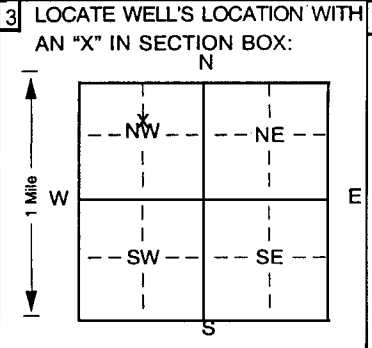 3 LOCATE WELL'S LOCATION WITH
AN "X" IN SECTION BOX:
N
X
NW NE
W E
1 Mile
SW SE
S